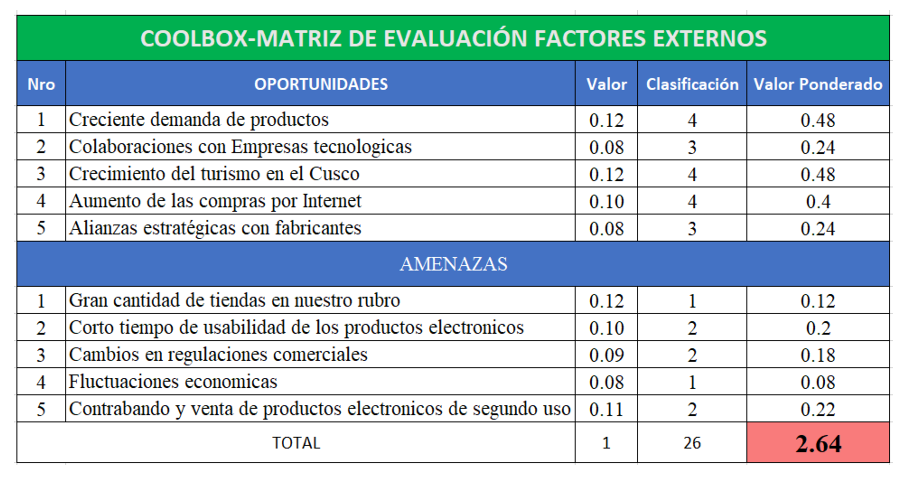 COOLBOX-MATRIZ DE EVALUACIÓN FACTORES EXTERNOS
Nro OPORTUNIDADES Valor Clasificación Valor Ponderado
1 Creciente demanda de productos 0.12 4 0.48
2 Colaboraciones con Empresas tecnologicas 0.08 3 0.24
3 Crecimiento del turismo en el Cusco 0.12 4 0.48
4 Aumento de las compras por Internet 0.10 4 0.4
5 Alianzas estratégicas con fabricantes 0.08 3 0.24
AMENAZAS
1 Gran cantidad de tiendas en nuestro rubro 0.12 1 0.12
2 Corto tiempo de usabilidad de los productos electronicos 0.10 2 0.2
3 Cambios en regulaciones comerciales 0.09 2 0.18
4 Fluctuaciones economicas 0.08 1 0.08
5 Contrabando y venta de productos electronicos de segundo uso 0.11 2 0.22
TOTAL 1 26 2.64